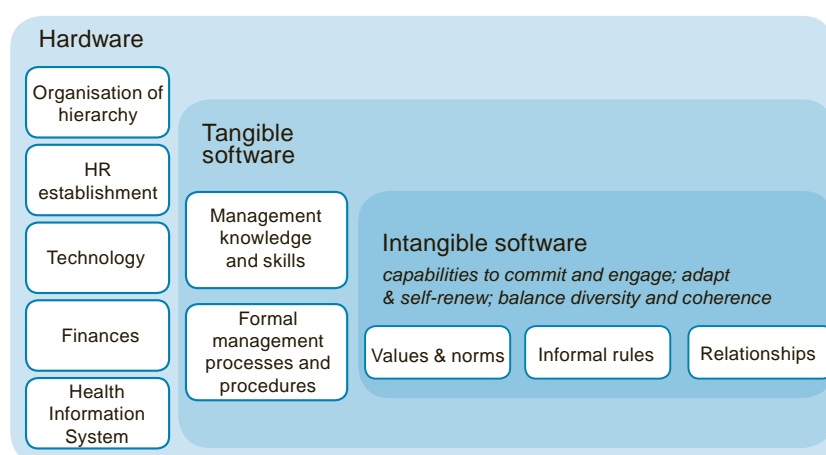 Hardware
Organisation of
hierarchy
HR
establishment
Technology
Finances
Health
Information
System
Tangible
software
Management
knowledge
and skills
Formal
management
processes and
procedures
Intangible software
capabilities to commit and engage; adapt
& self-renew; balance diversity and coherence
Values & norms
Informal rules
Relationships